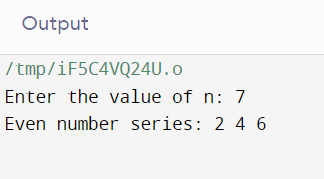 Output
/tmp/iF5C4VQ24U.o
Enter the value of n: 7
Even number series: 2 4 6